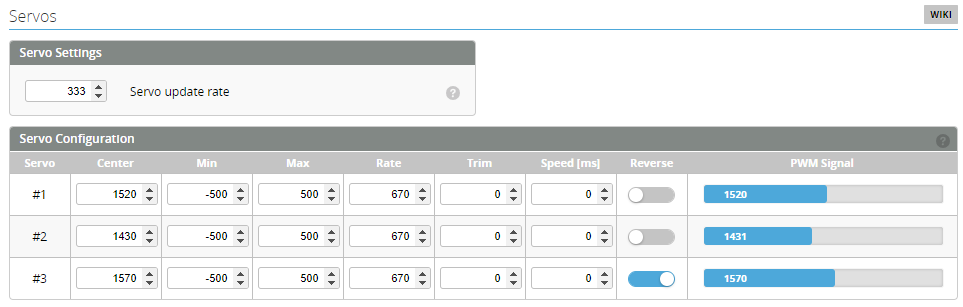 Servos WIKI
Servo Settings
333 Servo update rate ?
Servo Configuration ?
Servo Center Min Max Rate Trim Speed [ms] Reverse PWM Signal
#1 1520 -500 500 670 0 0 1520
#2 1430 -500 500 670 0 0 1431
#3 1570 -500 500 670 0 0 1570